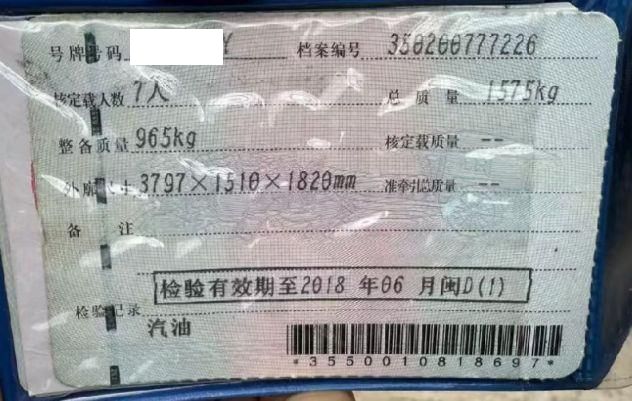 号牌号码 Y 档案编号 350200777226
核定载人数 7人 总质量 1575kg
整备质量 965kg 核定载质量 --
外廓尺寸 3797×1510×1820mm 准牵引总质量 --
备注
检验有效期至2018 年06 月闽D(1)
检验记录
汽油
*3550010818697*